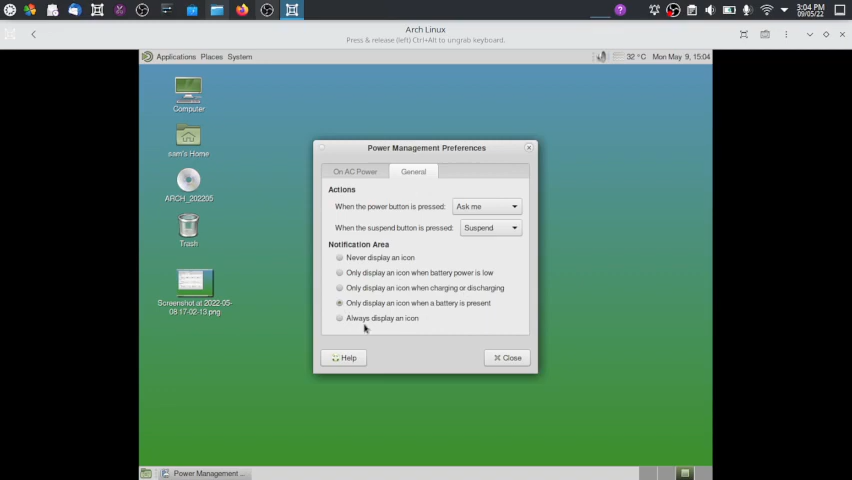 3:04 PM
09/05/22
Arch Linux
Press & release (left) Ctrl+Alt to ungrab keyboard.
Applications Places System
32 °C Mon May 9, 15:04
Computer
sam's Home
ARCH_202205
Trash
Screenshot at 2022-05-
08 17-02-13.png
Power Management Preferences
On AC Power General
Actions
When the power button is pressed: Ask me
When the suspend button is pressed: Suspend
Notification Area
Never display an icon
Only display an icon when battery power is low
Only display an icon when charging or discharging
Only display an icon when a battery is present
Always display an icon
Help Close
Power Management ...